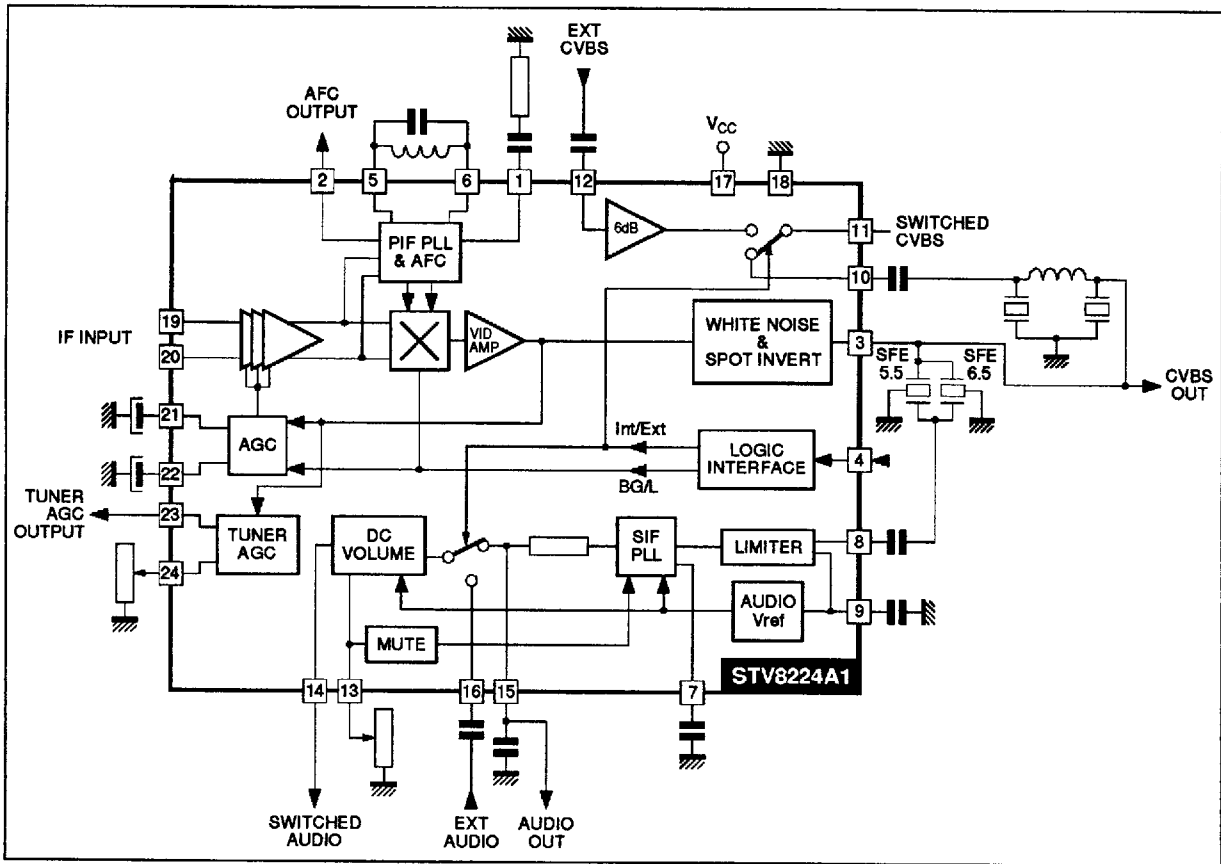 EXT
CVBS
AFC
OUTPUT
VCC
2
5
6
1
12
17
18
6dB
11
SWITCHED
CVBS
PIF PLL
& AFC
10
19
IF INPUT
20
VID
AMP
WHITE NOISE
&
SPOT INVERT
3
SFE
5.5
SFE
6.5
CVBS
OUT
21
AGC
Int/Ext
LOGIC
INTERFACE
4
22
BG/L
TUNER
AGC
OUTPUT
23
TUNER
AGC
24
DC
VOLUME
SIF
PLL
LIMITER
8
AUDIO
Vref
9
MUTE
STV8224A1
14
13
16
15
7
SWITCHED
AUDIO
EXT
AUDIO
AUDIO
OUT